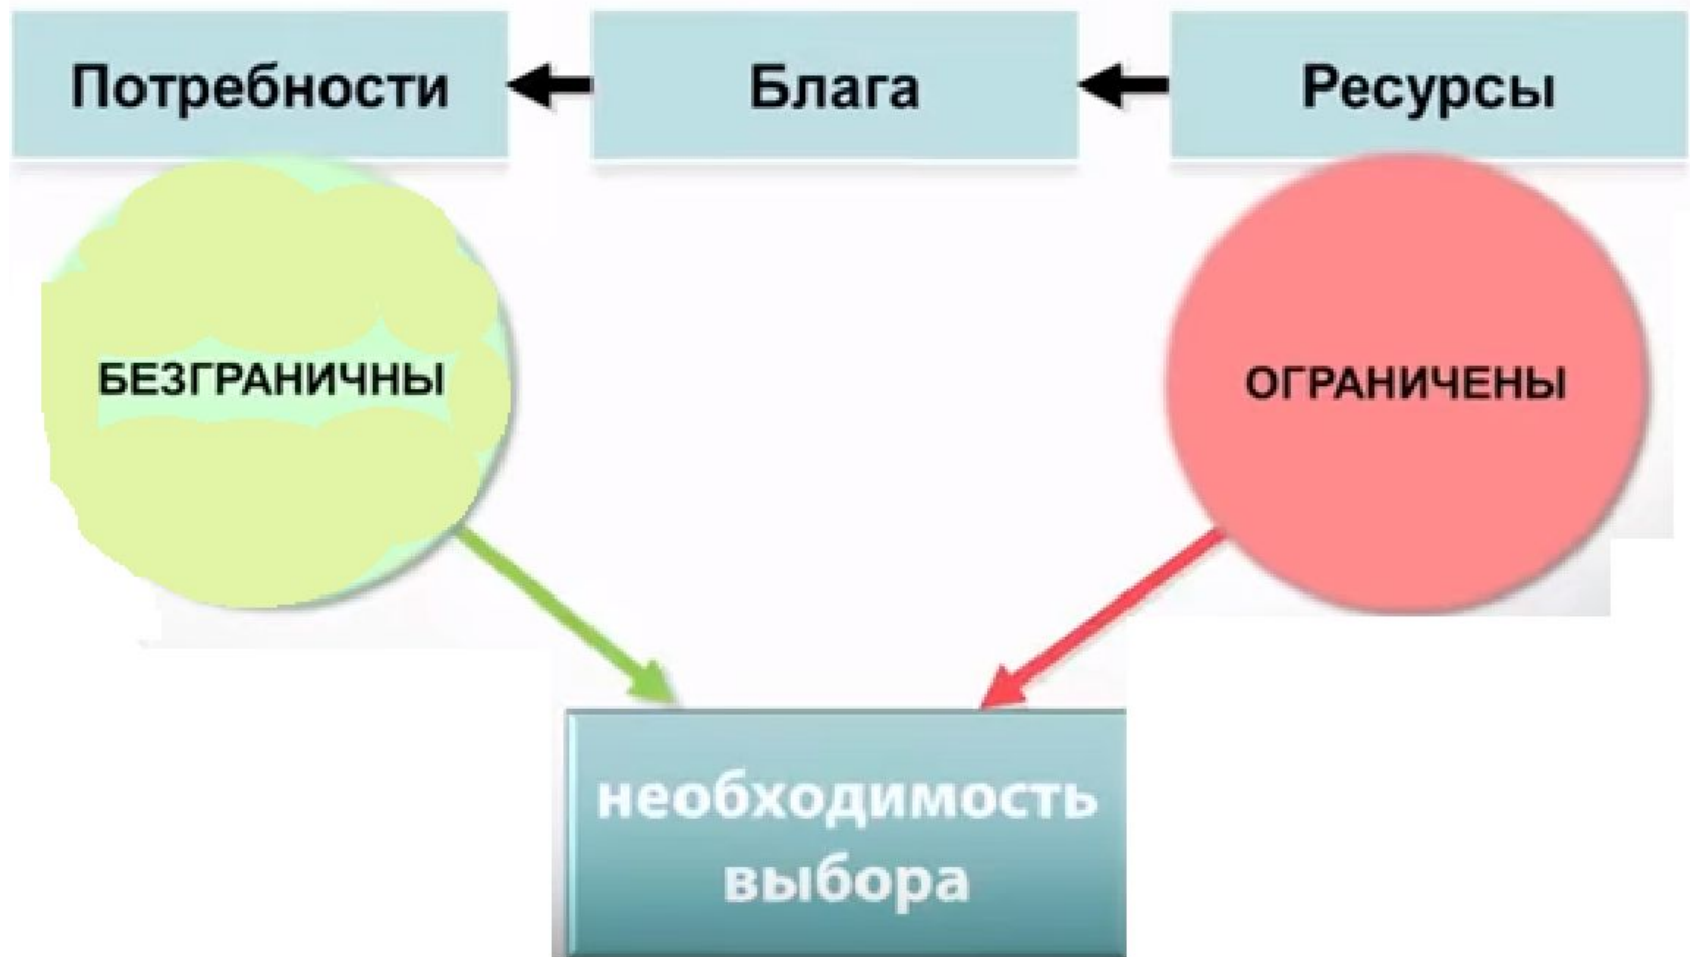 Потребности
Блага
Ресурсы
БЕЗГРАНИЧНЫ
ОГРАНИЧЕНЫ
необходимость
выбора